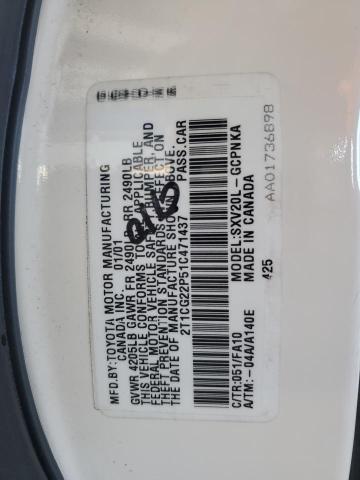 MFD.BY:TOYOTA MOTOR MANUFACTURING
CANADA INC. 01/01
GVWR 4205LB GAWR FR 2490 RR 2490LB
THIS VEHICLE CONFORMS TO ALL APPLICABLE
FEDERAL MOTOR VEHICLE SAFETY, BUMPER, AND
THEFT PREVENTION STANDARDS IN EFFECT ON
THE DATE OF MANUFACTURE SHOWN ABOVE.
2T1CG22P51C471437 PASS.CAR
C/TR:051/FA10 MODEL:SXV20L-GCPNKA
A/TM:-04A/A140E MADE IN CANADA
425 AA01736898